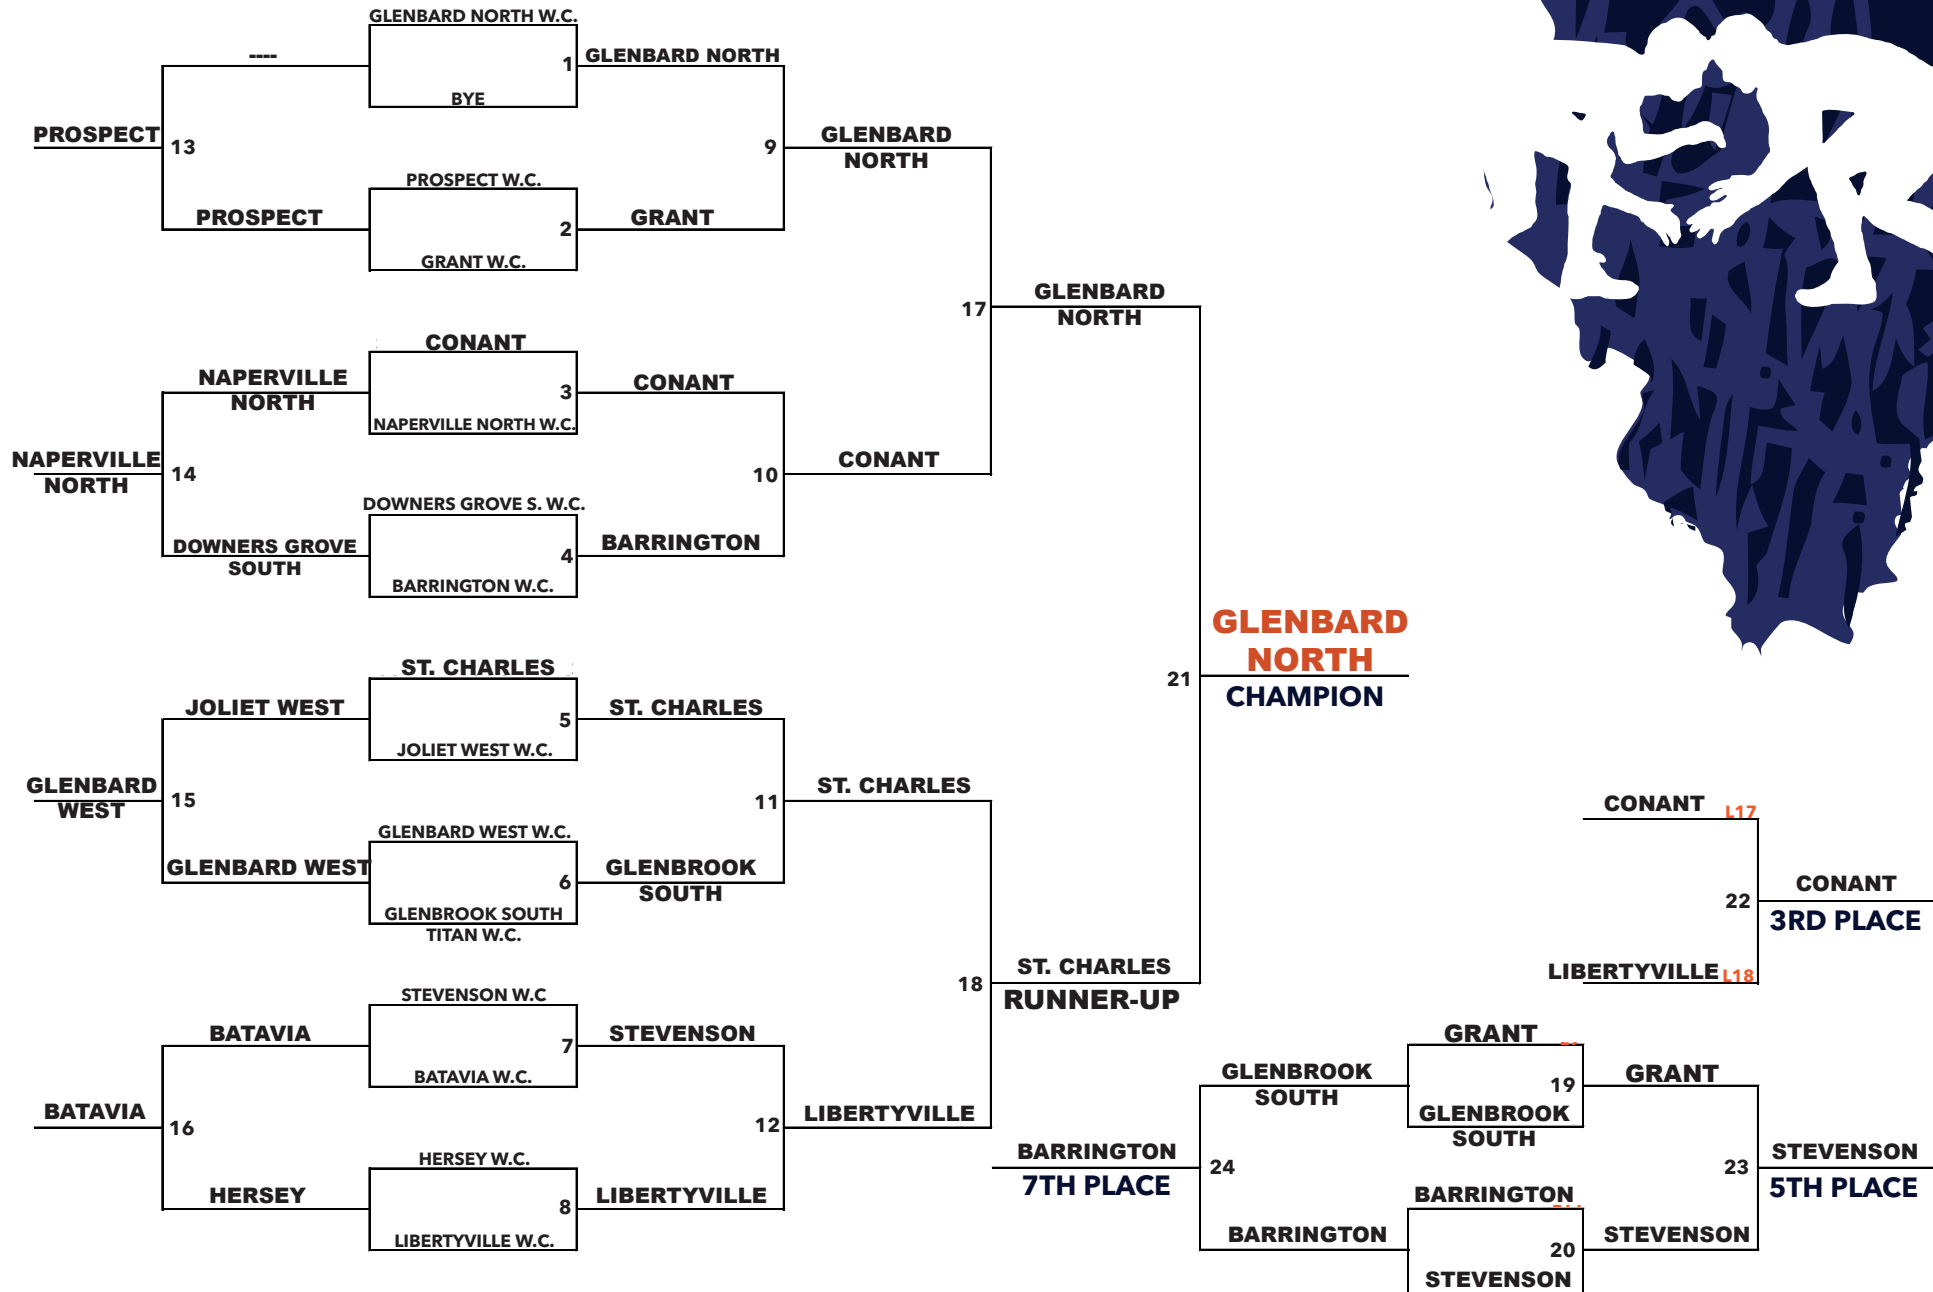 GLENBARD NORTH W.C.
----
1
GLENBARD NORTH
BYE
PROSPECT
13
9
GLENBARD
NORTH
PROSPECT W.C.
PROSPECT
2
GRANT
GRANT W.C.
17
GLENBARD
NORTH
CONANT
NAPERVILLE
NORTH
3
CONANT
NAPERVILLE NORTH W.C.
NAPERVILLE
NORTH
14
10
CONANT
DOWNERS GROVE S. W.C.
DOWNERS GROVE
SOUTH
4
BARRINGTON
BARRINGTON W.C.
GLENBARD
NORTH
21
CHAMPION
ST. CHARLES
JOLIET WEST
5
ST. CHARLES
JOLIET WEST W.C.
GLENBARD
WEST
15
11
ST. CHARLES
GLENBARD WEST W.C.
GLENBARD WEST
6
GLENBROOK
SOUTH
GLENBROOK SOUTH
TITAN W.C.
CONANT L17
22
CONANT
3RD PLACE
LIBERTYVILLE L18
18
ST. CHARLES
RUNNER-UP
STEVENSON W.C
BATAVIA
7
STEVENSON
BATAVIA W.C.
BATAVIA
16
12
LIBERTYVILLE
HERSEY W.C.
HERSEY
8
LIBERTYVILLE
LIBERTYVILLE W.C.
GRANT
GLENBROOK
SOUTH
19
GRANT
GLENBROOK
SOUTH
BARRINGTON
7TH PLACE
24
23
STEVENSON
5TH PLACE
BARRINGTON
BARRINGTON
20
STEVENSON
STEVENSON